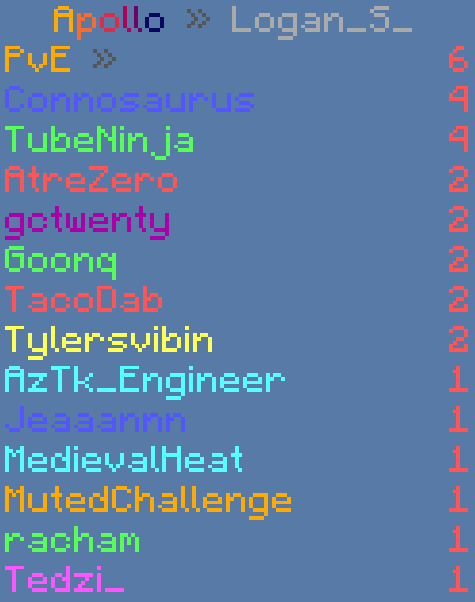 Apollo » Logan_S_
PvE » 6
Connosaurus 4
TubeNinja 4
AtreZero 2
gctwenty 2
Goonq 2
TacoDab 2
Tylersvibin 2
AzTk_Engineer 1
Jeaaannn 1
MedievalHeat 1
MutedChallenge 1
racham 1
Tedzi_ 1